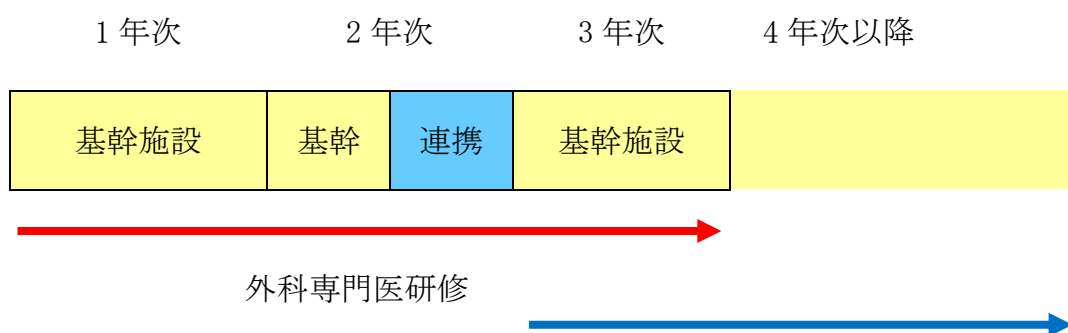 1年次 2年次 3年次 4年次以降
基幹施設 基幹 連携 基幹施設
外科専門医研修